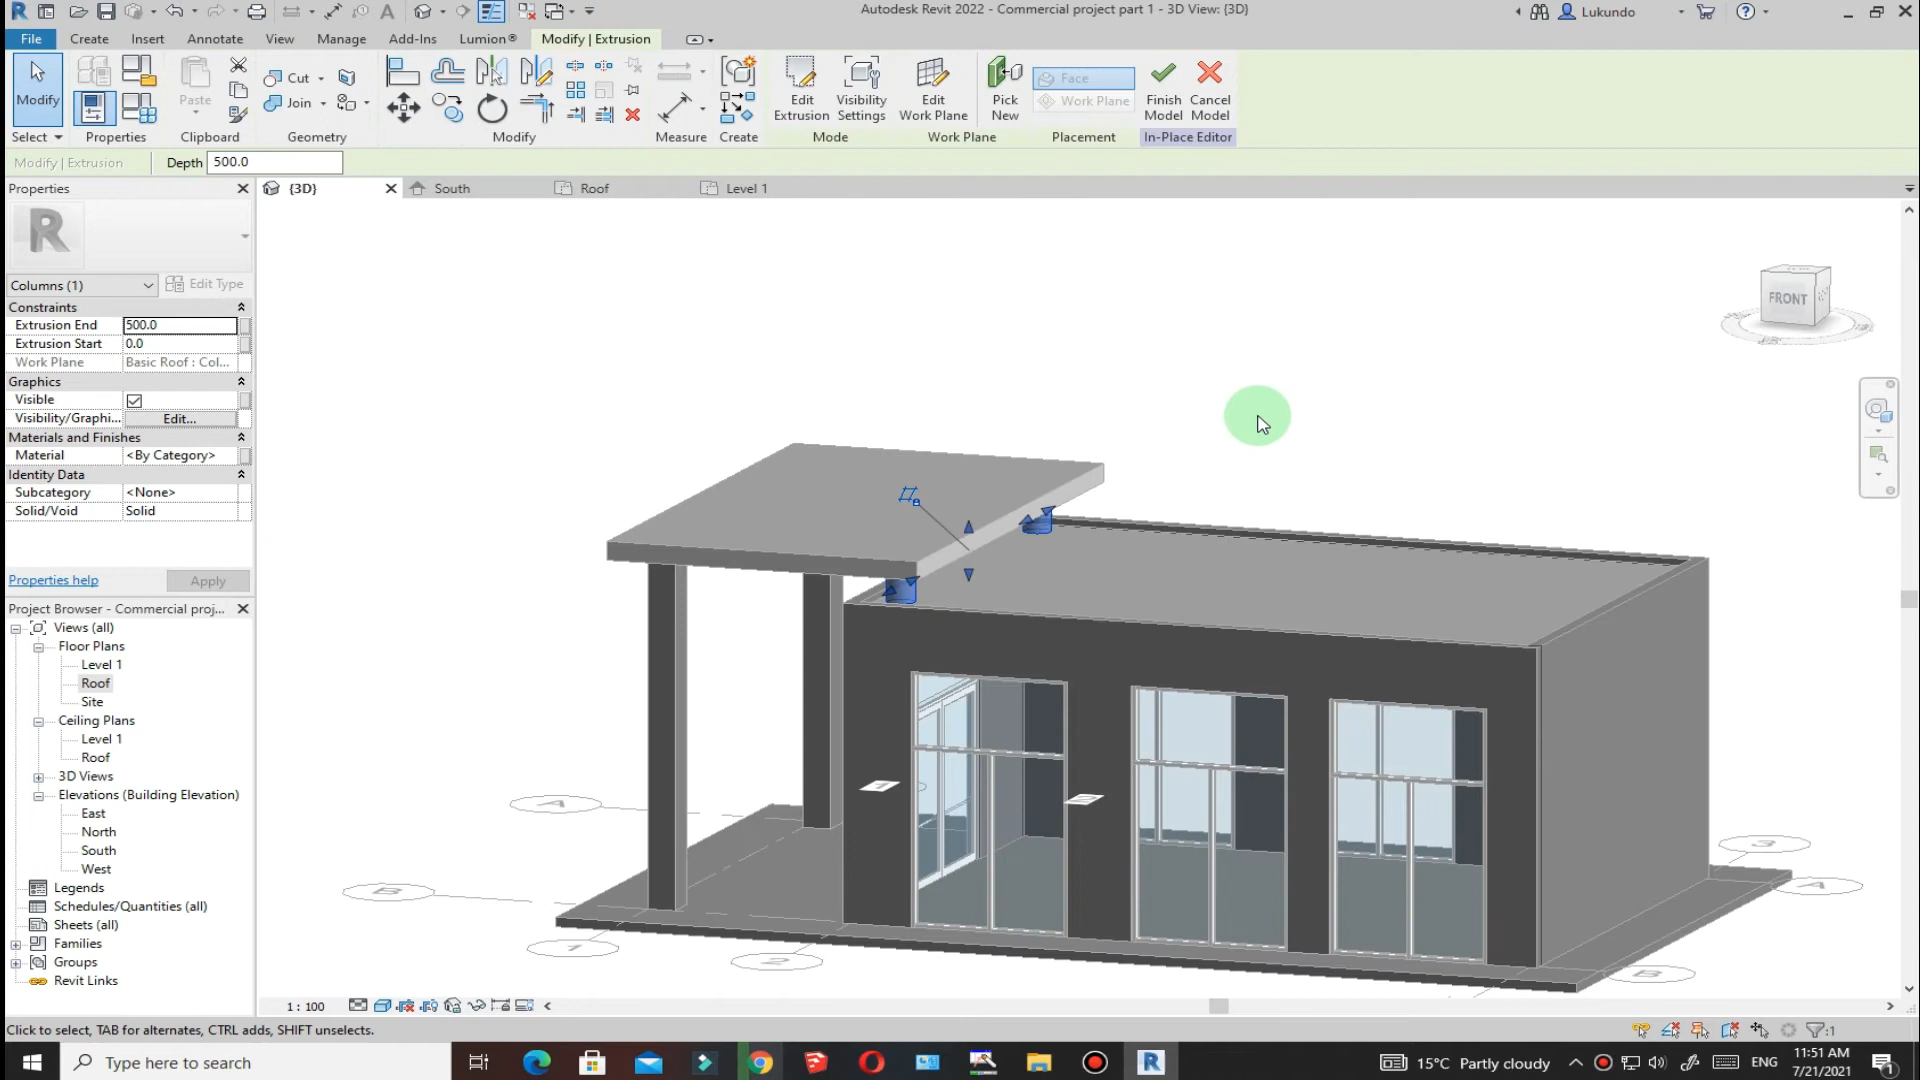 Autodesk Revit 2022 - Commercial project part 1 - 3D View: {3D}
Lukundo
File
Create
Insert
Annotate
View
Manage
Add-Ins
Lumion®
Modify | Extrusion
Modify
Paste
Cut
Join
Edit Extrusion
Visibility Settings
Edit Work Plane
Pick New
Face
Work Plane
Finish Model
Cancel Model
Select
Properties
Clipboard
Geometry
Modify
Measure
Create
Mode
Work Plane
Placement
In-Place Editor
Modify | Extrusion
Depth 500.0
Properties
{3D}
South
Roof
Level 1
Columns (1)
Edit Type
Constraints
Extrusion End 500.0
Extrusion Start 0.0
Work Plane Basic Roof : Col...
Graphics
Visible
Visibility/Graphi... Edit...
Materials and Finishes
Material <By Category>
Identity Data
Subcategory <None>
Solid/Void Solid
Properties help
Apply
Project Browser - Commercial proj...
Views (all)
Floor Plans
Level 1
Roof
Site
Ceiling Plans
Level 1
Roof
3D Views
Elevations (Building Elevation)
East
North
South
West
Legends
Schedules/Quantities (all)
Sheets (all)
Families
Groups
Revit Links
FRONT
A
B
1
2
1
2
3
A
B
1 : 100
Click to select, TAB for alternates, CTRL adds, SHIFT unselects.
:1
Type here to search
15°C Partly cloudy
ENG
11:51 AM
7/21/2021